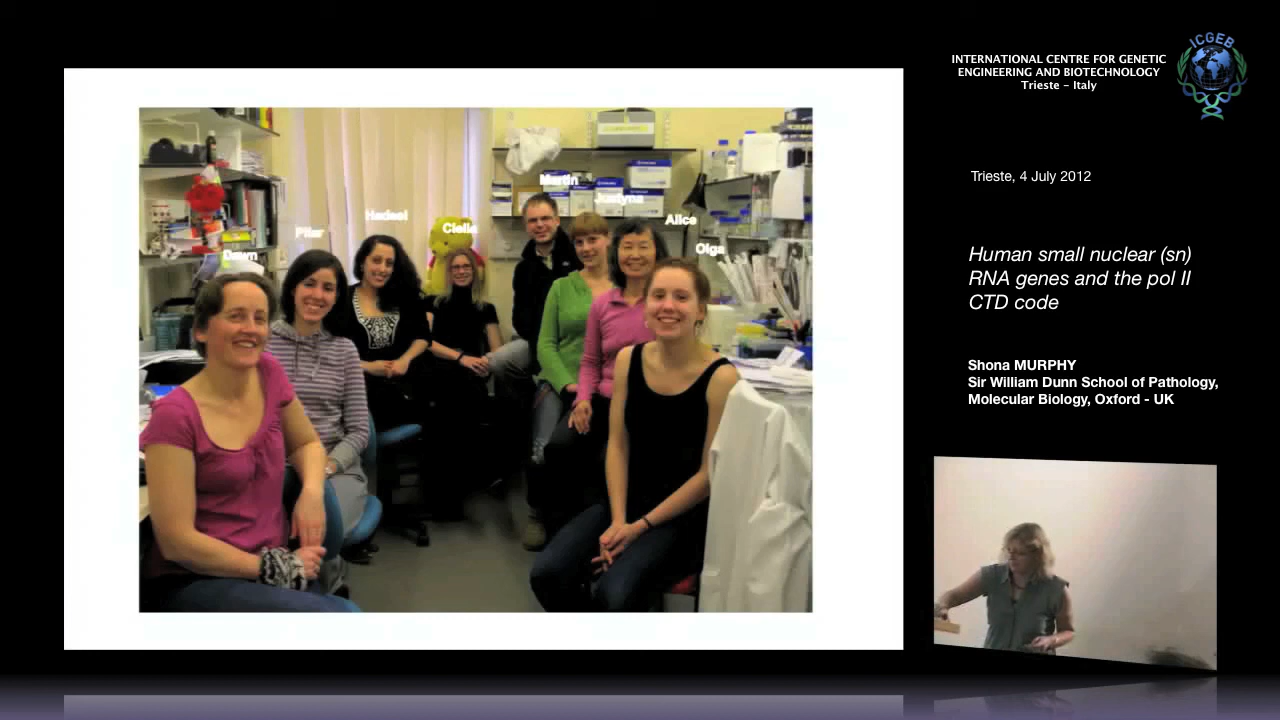 ICGEB
INTERNATIONAL CENTRE FOR GENETIC
ENGINEERING AND BIOTECHNOLOGY
Trieste - Italy
Trieste, 4 July 2012
Human small nuclear (sn)
RNA genes and the pol II
CTD code
Shona MURPHY
Sir William Dunn School of Pathology,
Molecular Biology, Oxford - UK
Dawn
Pilar
Hadeel
Clelia
Martin
Justyna
Alice
Olga